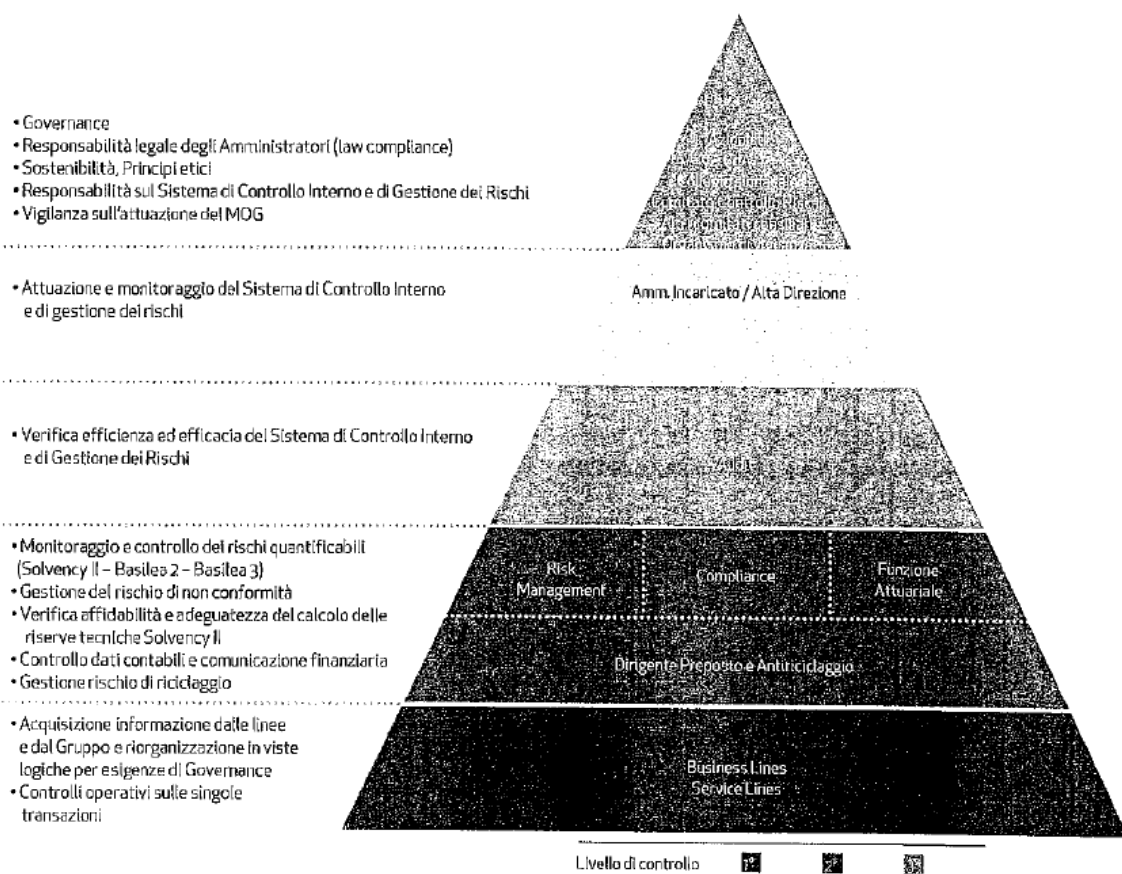 • Governance
• Responsabilità legale degli Amministratori (law compliance)
• Sostenibilità, Principi etici
• Responsabilità sul Sistema di Controllo Interno e di Gestione dei Rischi
• Vigilanza sull'attuazione del MOG
• Attuazione e monitoraggio del Sistema di Controllo Interno
e di gestione dei rischi
Amm. Incaricato / Alta Direzione
• Verifica efficienza ed efficacia del Sistema di Controllo Interno
e di Gestione dei Rischi
Audit
• Monitoraggio e controllo dei rischi quantificabili
(Solvency II – Basilea 2 – Basilea 3)
• Gestione del rischio di non conformità
• Verifica affidabilità e adeguatezza del calcolo delle
riserve tecniche Solvency II
• Controllo dati contabili e comunicazione finanziaria
• Gestione rischio di riciclaggio
Risk
Management
Compliance
Funzione
Attuariale
Dirigente Preposto e Antiriciclaggio
• Acquisizione informazione dalle linee
e dal Gruppo e riorganizzazione in viste
logiche per esigenze di Governance
• Controlli operativi sulle singole
transazioni
Business Lines
Service Lines
Livello di controllo 1° 2° 3°